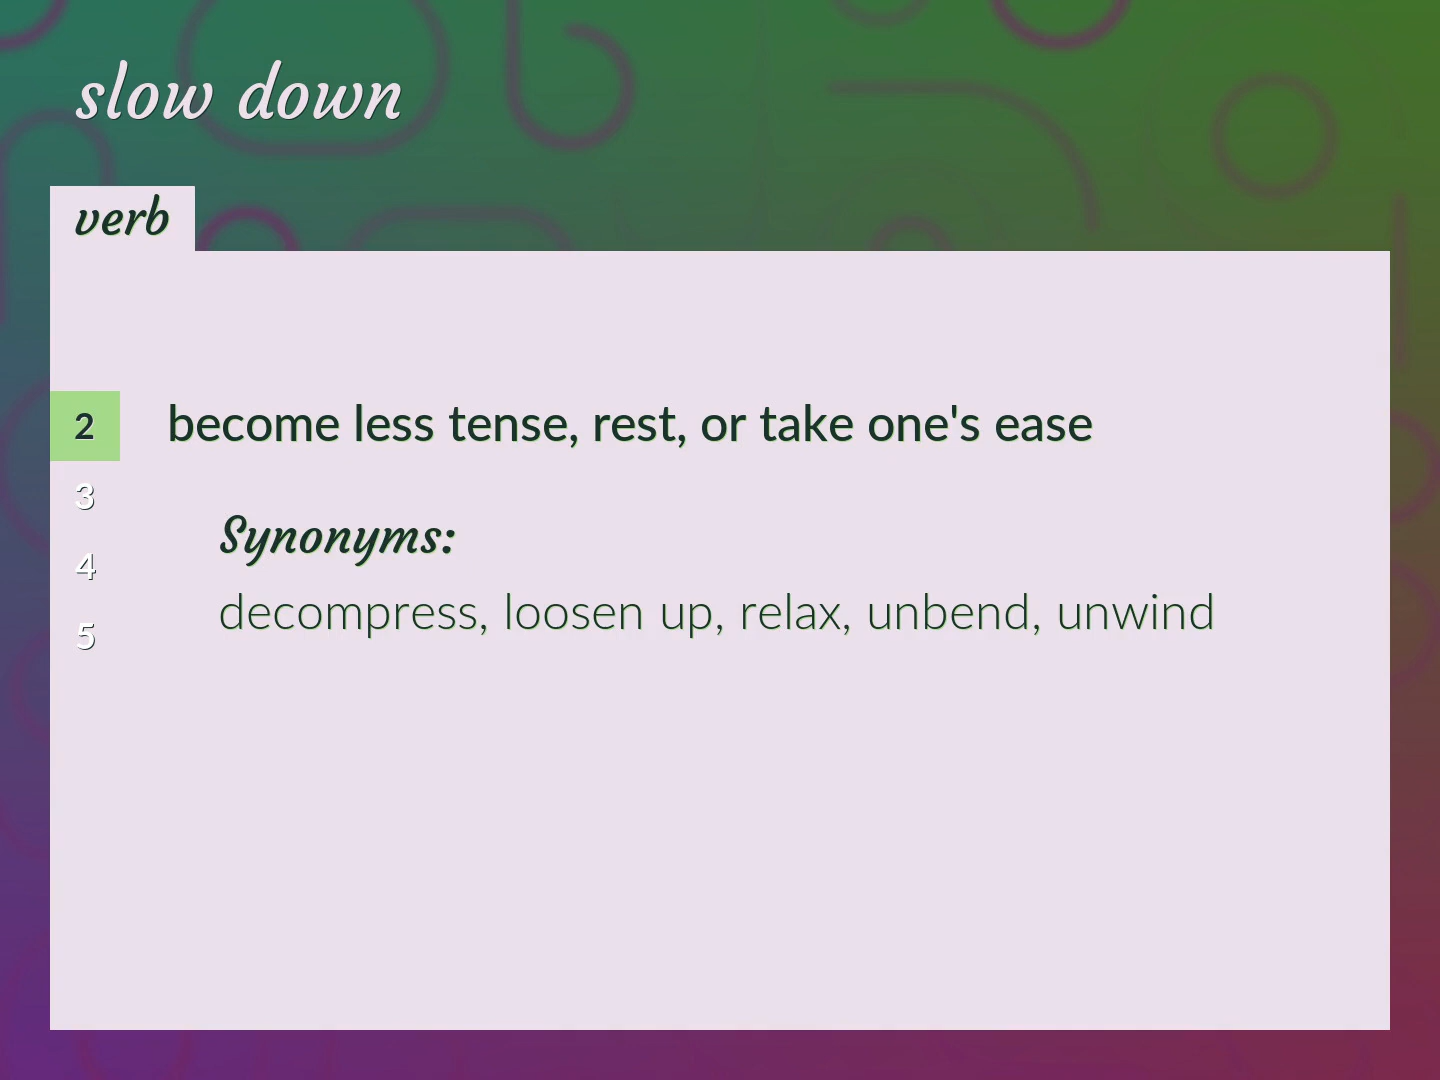 slow down
verb
2 become less tense, rest, or take one's ease
3
Synonyms:
4
decompress, loosen up, relax, unbend, unwind
5